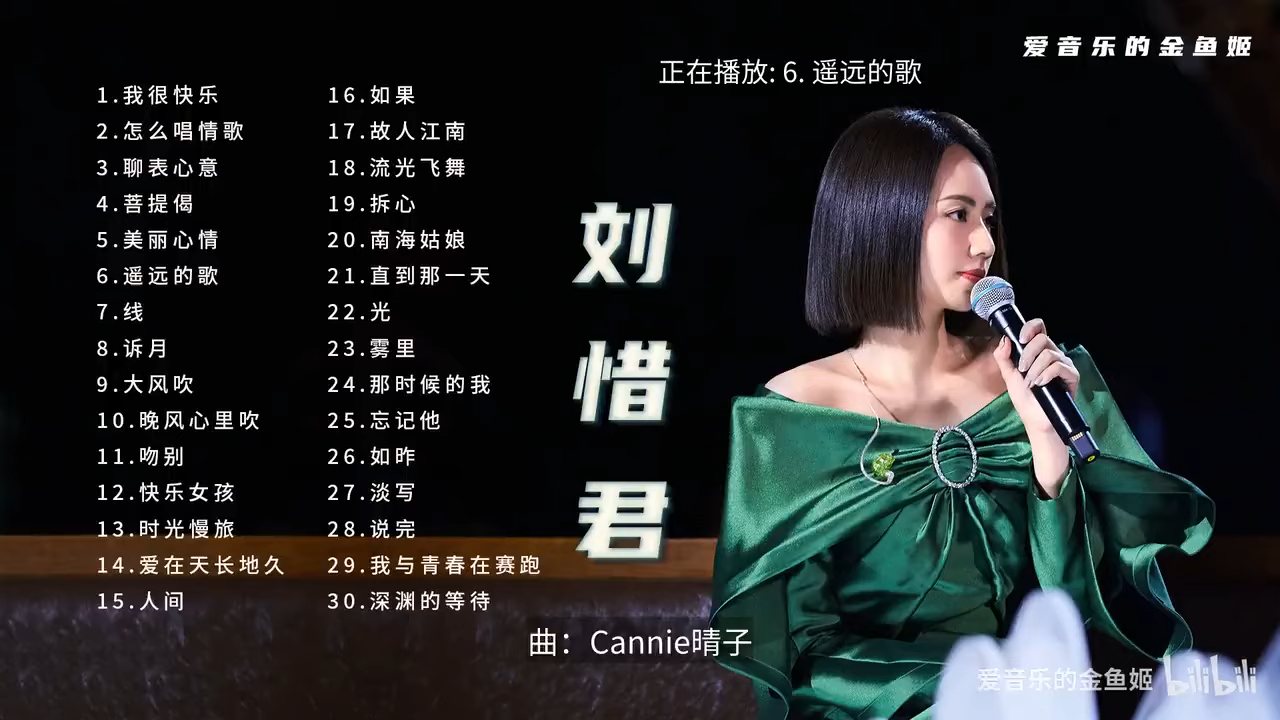 爱音乐的金鱼姬
正在播放: 6. 遥远的歌
1.我很快乐
2.怎么唱情歌
3.聊表心意
4.菩提偈
5.美丽心情
6.遥远的歌
7.线
8.诉月
9.大风吹
10.晚风心里吹
11.吻别
12.快乐女孩
13.时光慢旅
14.爱在天长地久
15.人间
16.如果
17.故人江南
18.流光飞舞
19.拆心
20.南海姑娘
21.直到那一天
22.光
23.雾里
24.那时候的我
25.忘记他
26.如昨
27.淡写
28.说完
29.我与青春在赛跑
30.深渊的等待
刘
惜
君
曲：Cannie晴子
爱音乐的金鱼姬 bilibili